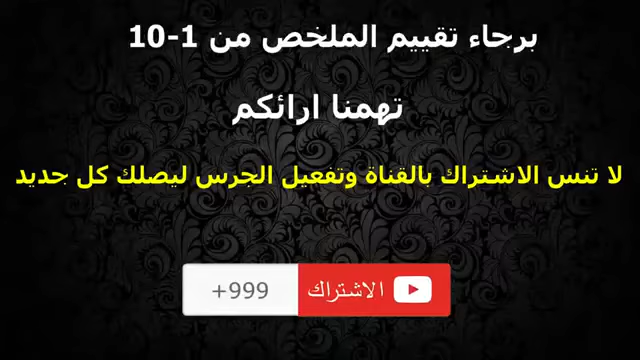 برجاء تقييم الملخص من 1-10
تهمنا ارائكم
لا تنس الاشتراك بالقناة وتفعيل الجرس ليصلك كل جديد
الاشتراك 999+